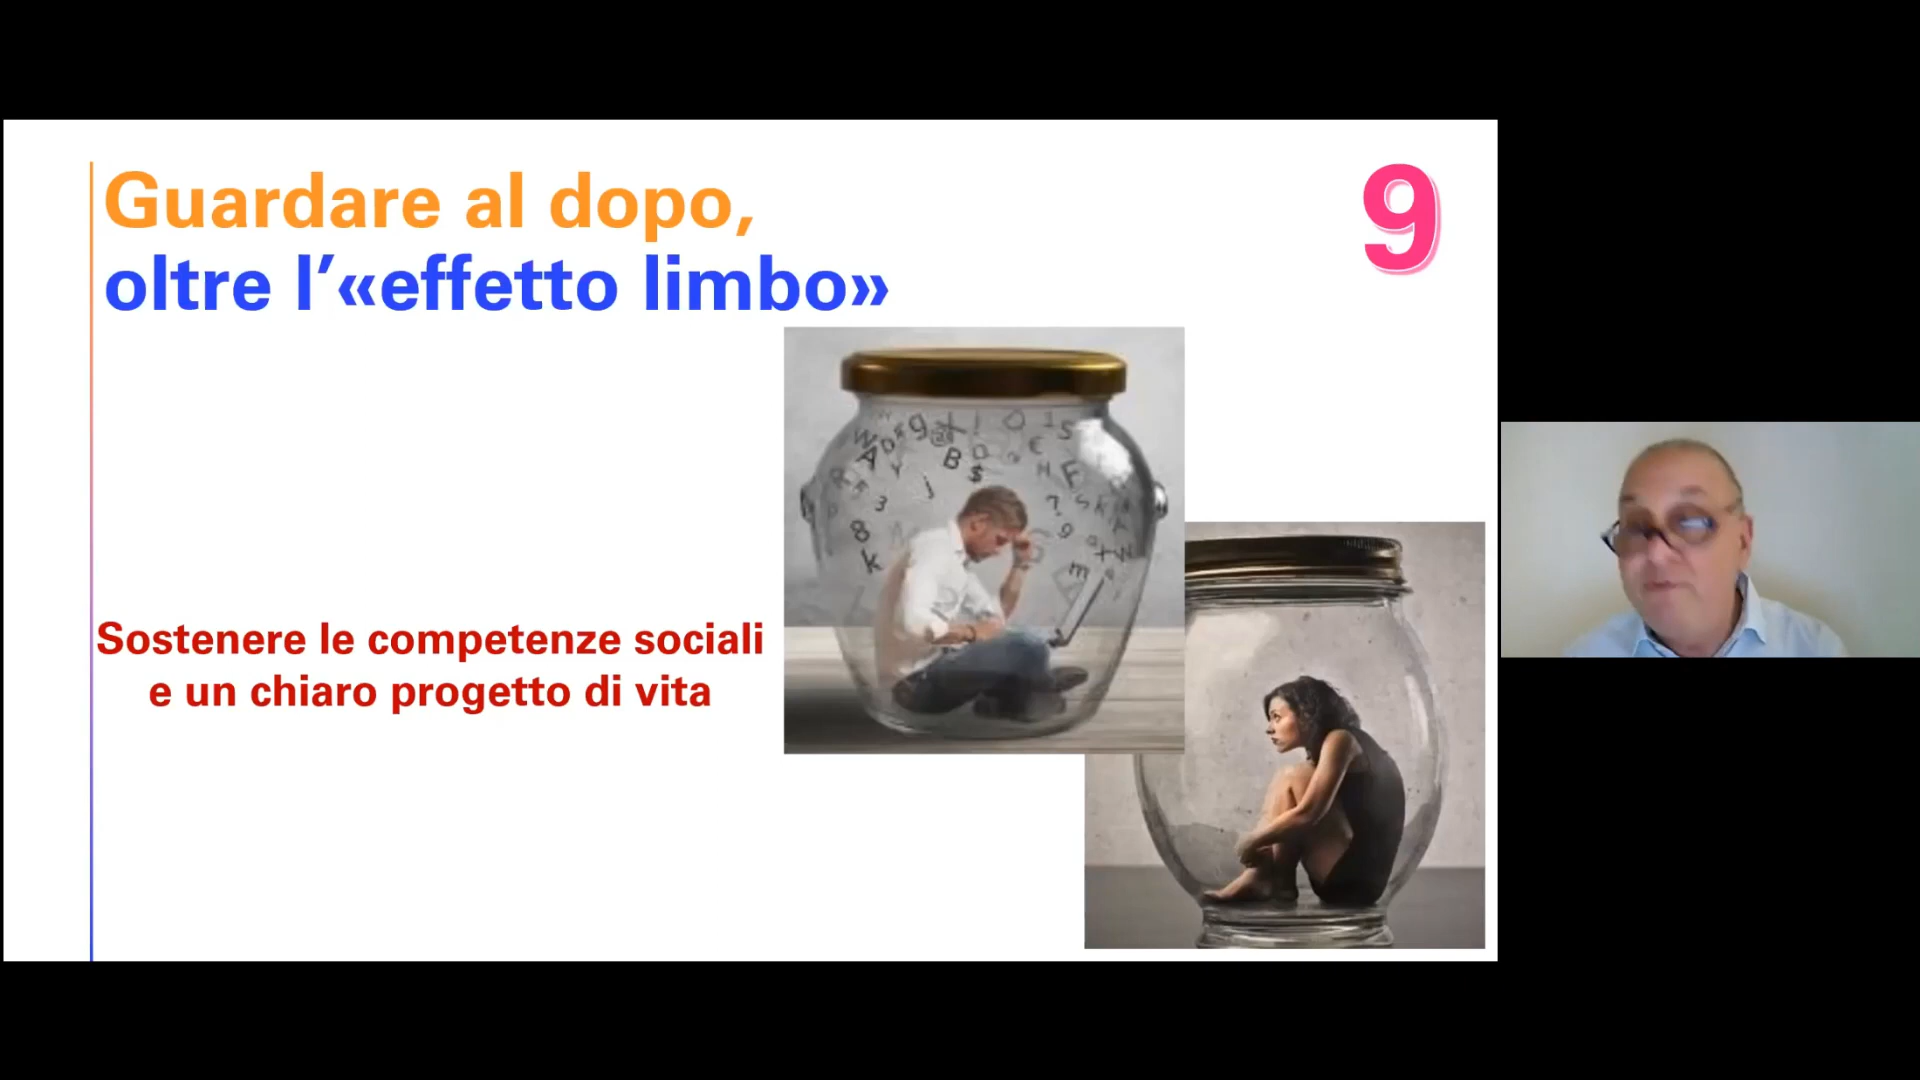 Guardare al dopo,
oltre l’«effetto limbo»
9
Sostenere le competenze sociali
e un chiaro progetto di vita